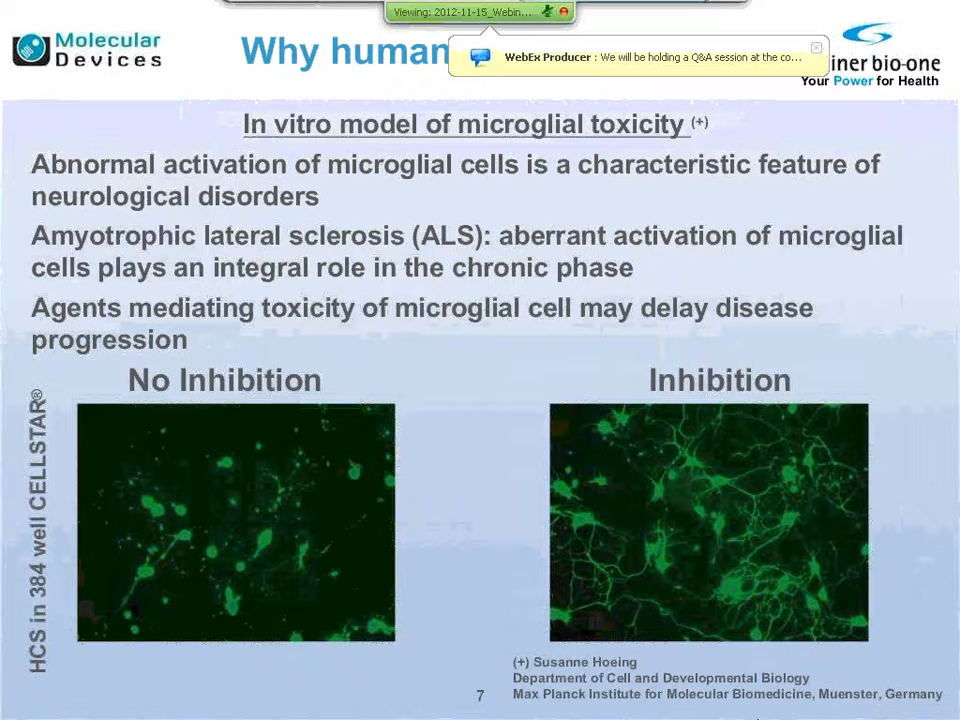 Viewing: 2012-11-15_Webin...
Molecular
Devices
Why human
WebEx Producer : We will be holding a Q&A session at the co...
iner bio-one
Your Power for Health
In vitro model of microglial toxicity (+)
Abnormal activation of microglial cells is a characteristic feature of
neurological disorders
Amyotrophic lateral sclerosis (ALS): aberrant activation of microglial
cells plays an integral role in the chronic phase
Agents mediating toxicity of microglial cell may delay disease
progression
No Inhibition
Inhibition
HCS in 384 well CELLSTAR®
(+) Susanne Hoeing
Department of Cell and Developmental Biology
Max Planck Institute for Molecular Biomedicine, Muenster, Germany
7